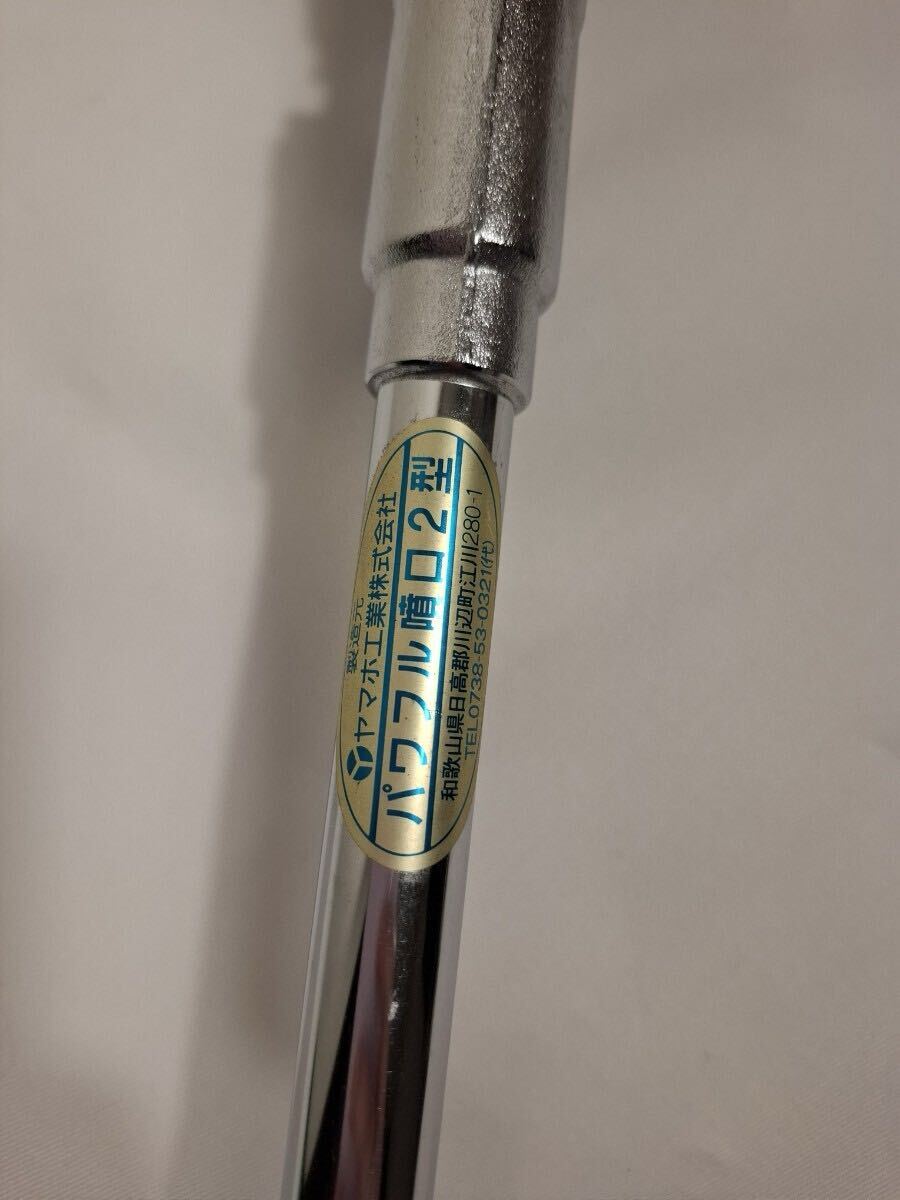 製造元
ヤマホ工業株式会社
パワフル噴口2型
和歌山県日高郡川辺町江川280-1
TEL0738-53-0321(代)